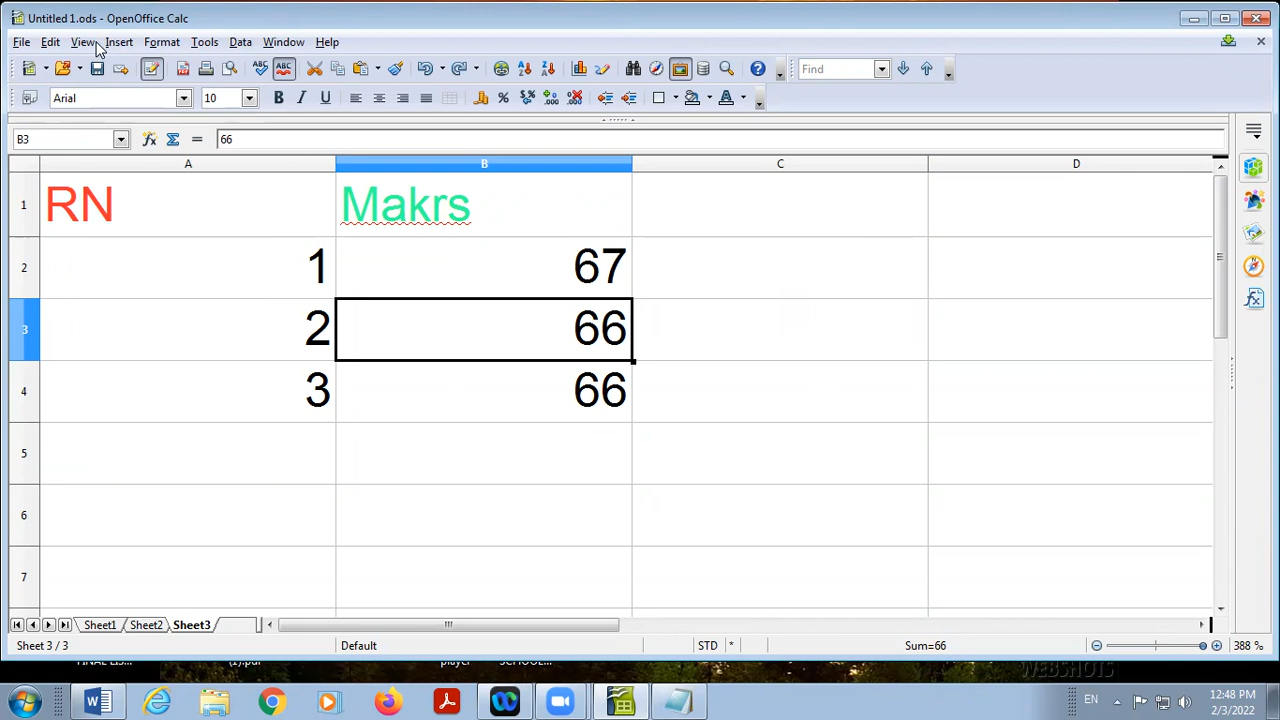 Untitled 1.ods - OpenOffice Calc
File Edit View Insert Format Tools Data Window Help
Find
Arial 10
B3 66
A B C D
1 RN Makrs
2 1 67
3 2 66
4 3 66
5
6
7
Sheet1 Sheet2 Sheet3
Sheet 3 / 3 Default STD * Sum=66 388 %
WEBSHOTS
EN 12:48 PM
2/3/2022